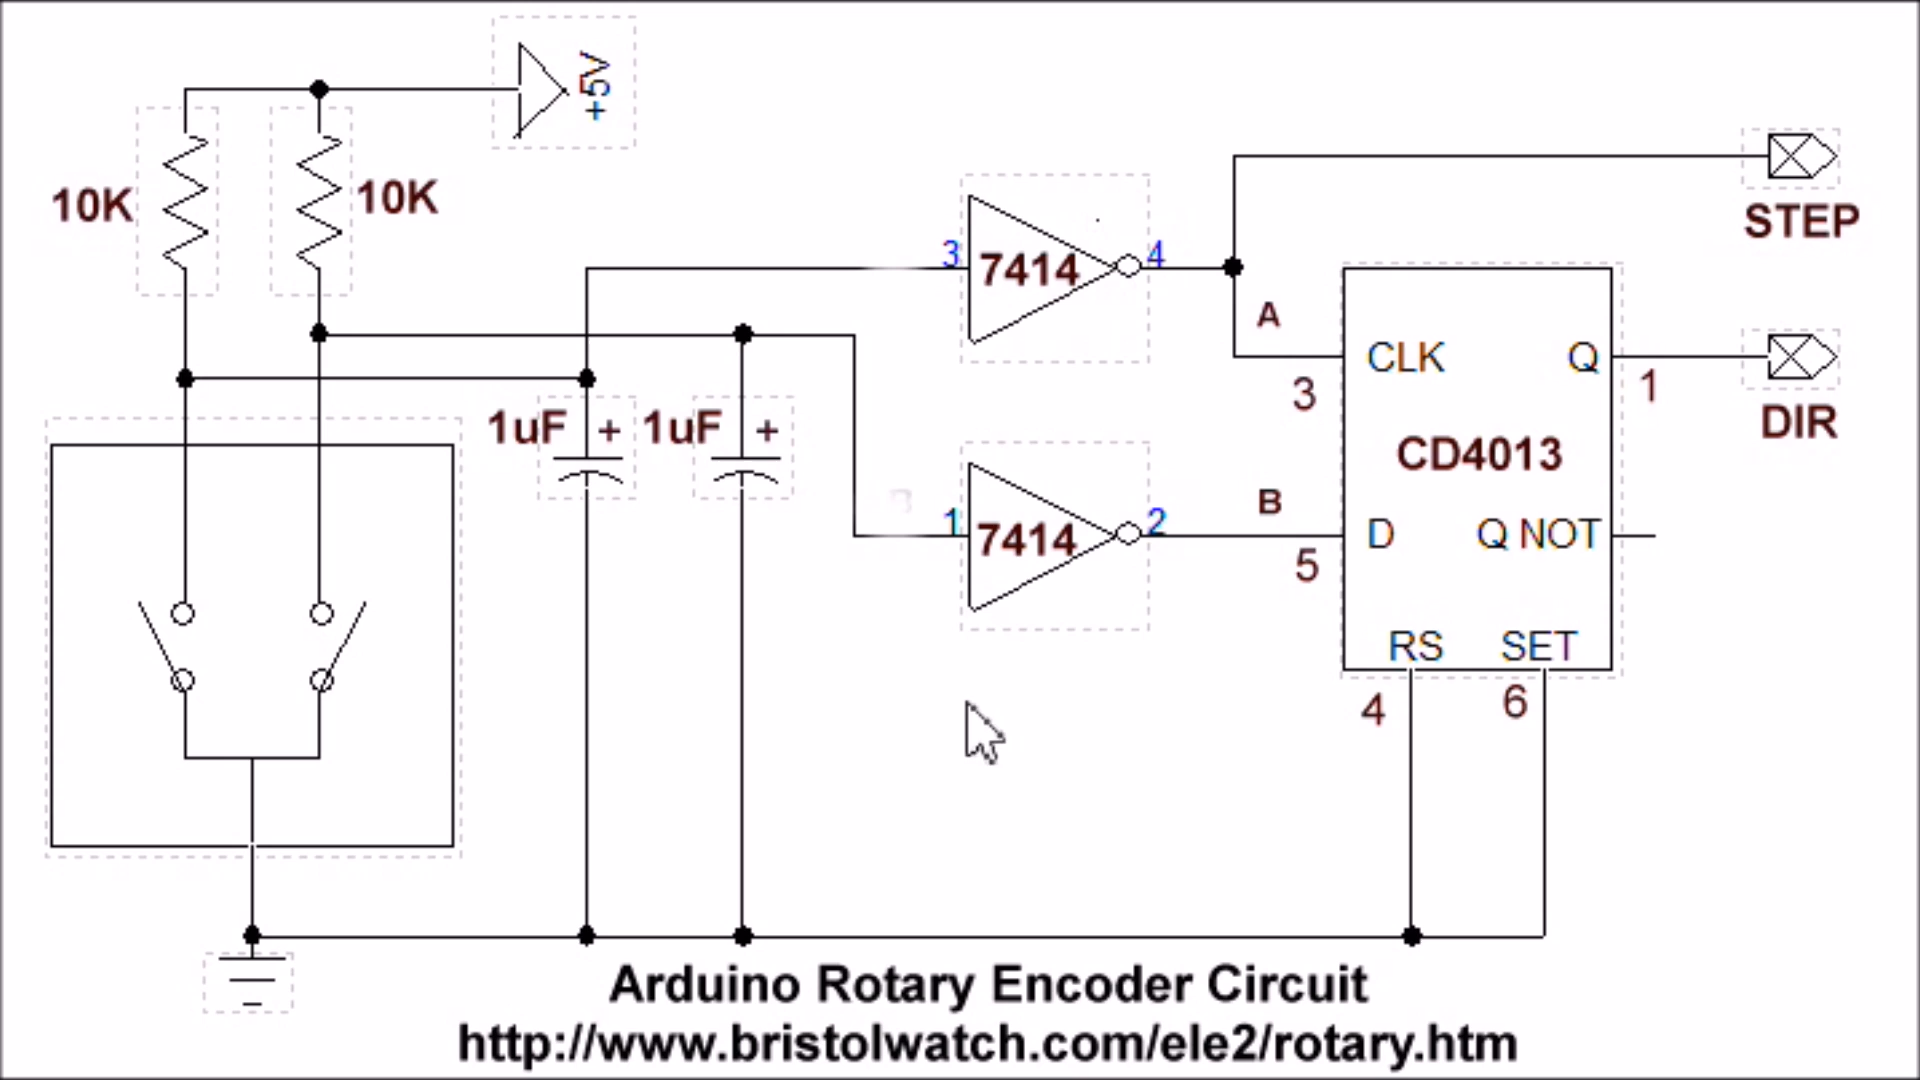 +5V
10K
10K
STEP
3
7414
4
A
CLK
Q
3
1
DIR
1uF
+
1uF
+
CD4013
1
7414
2
B
5
D
Q NOT
RS
SET
4
6
Arduino Rotary Encoder Circuit
http://www.bristolwatch.com/ele2/rotary.htm